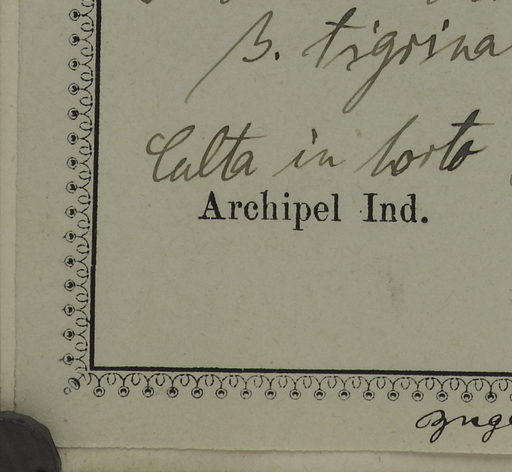 β. tigrina
Culta in horto
Archipel Ind.